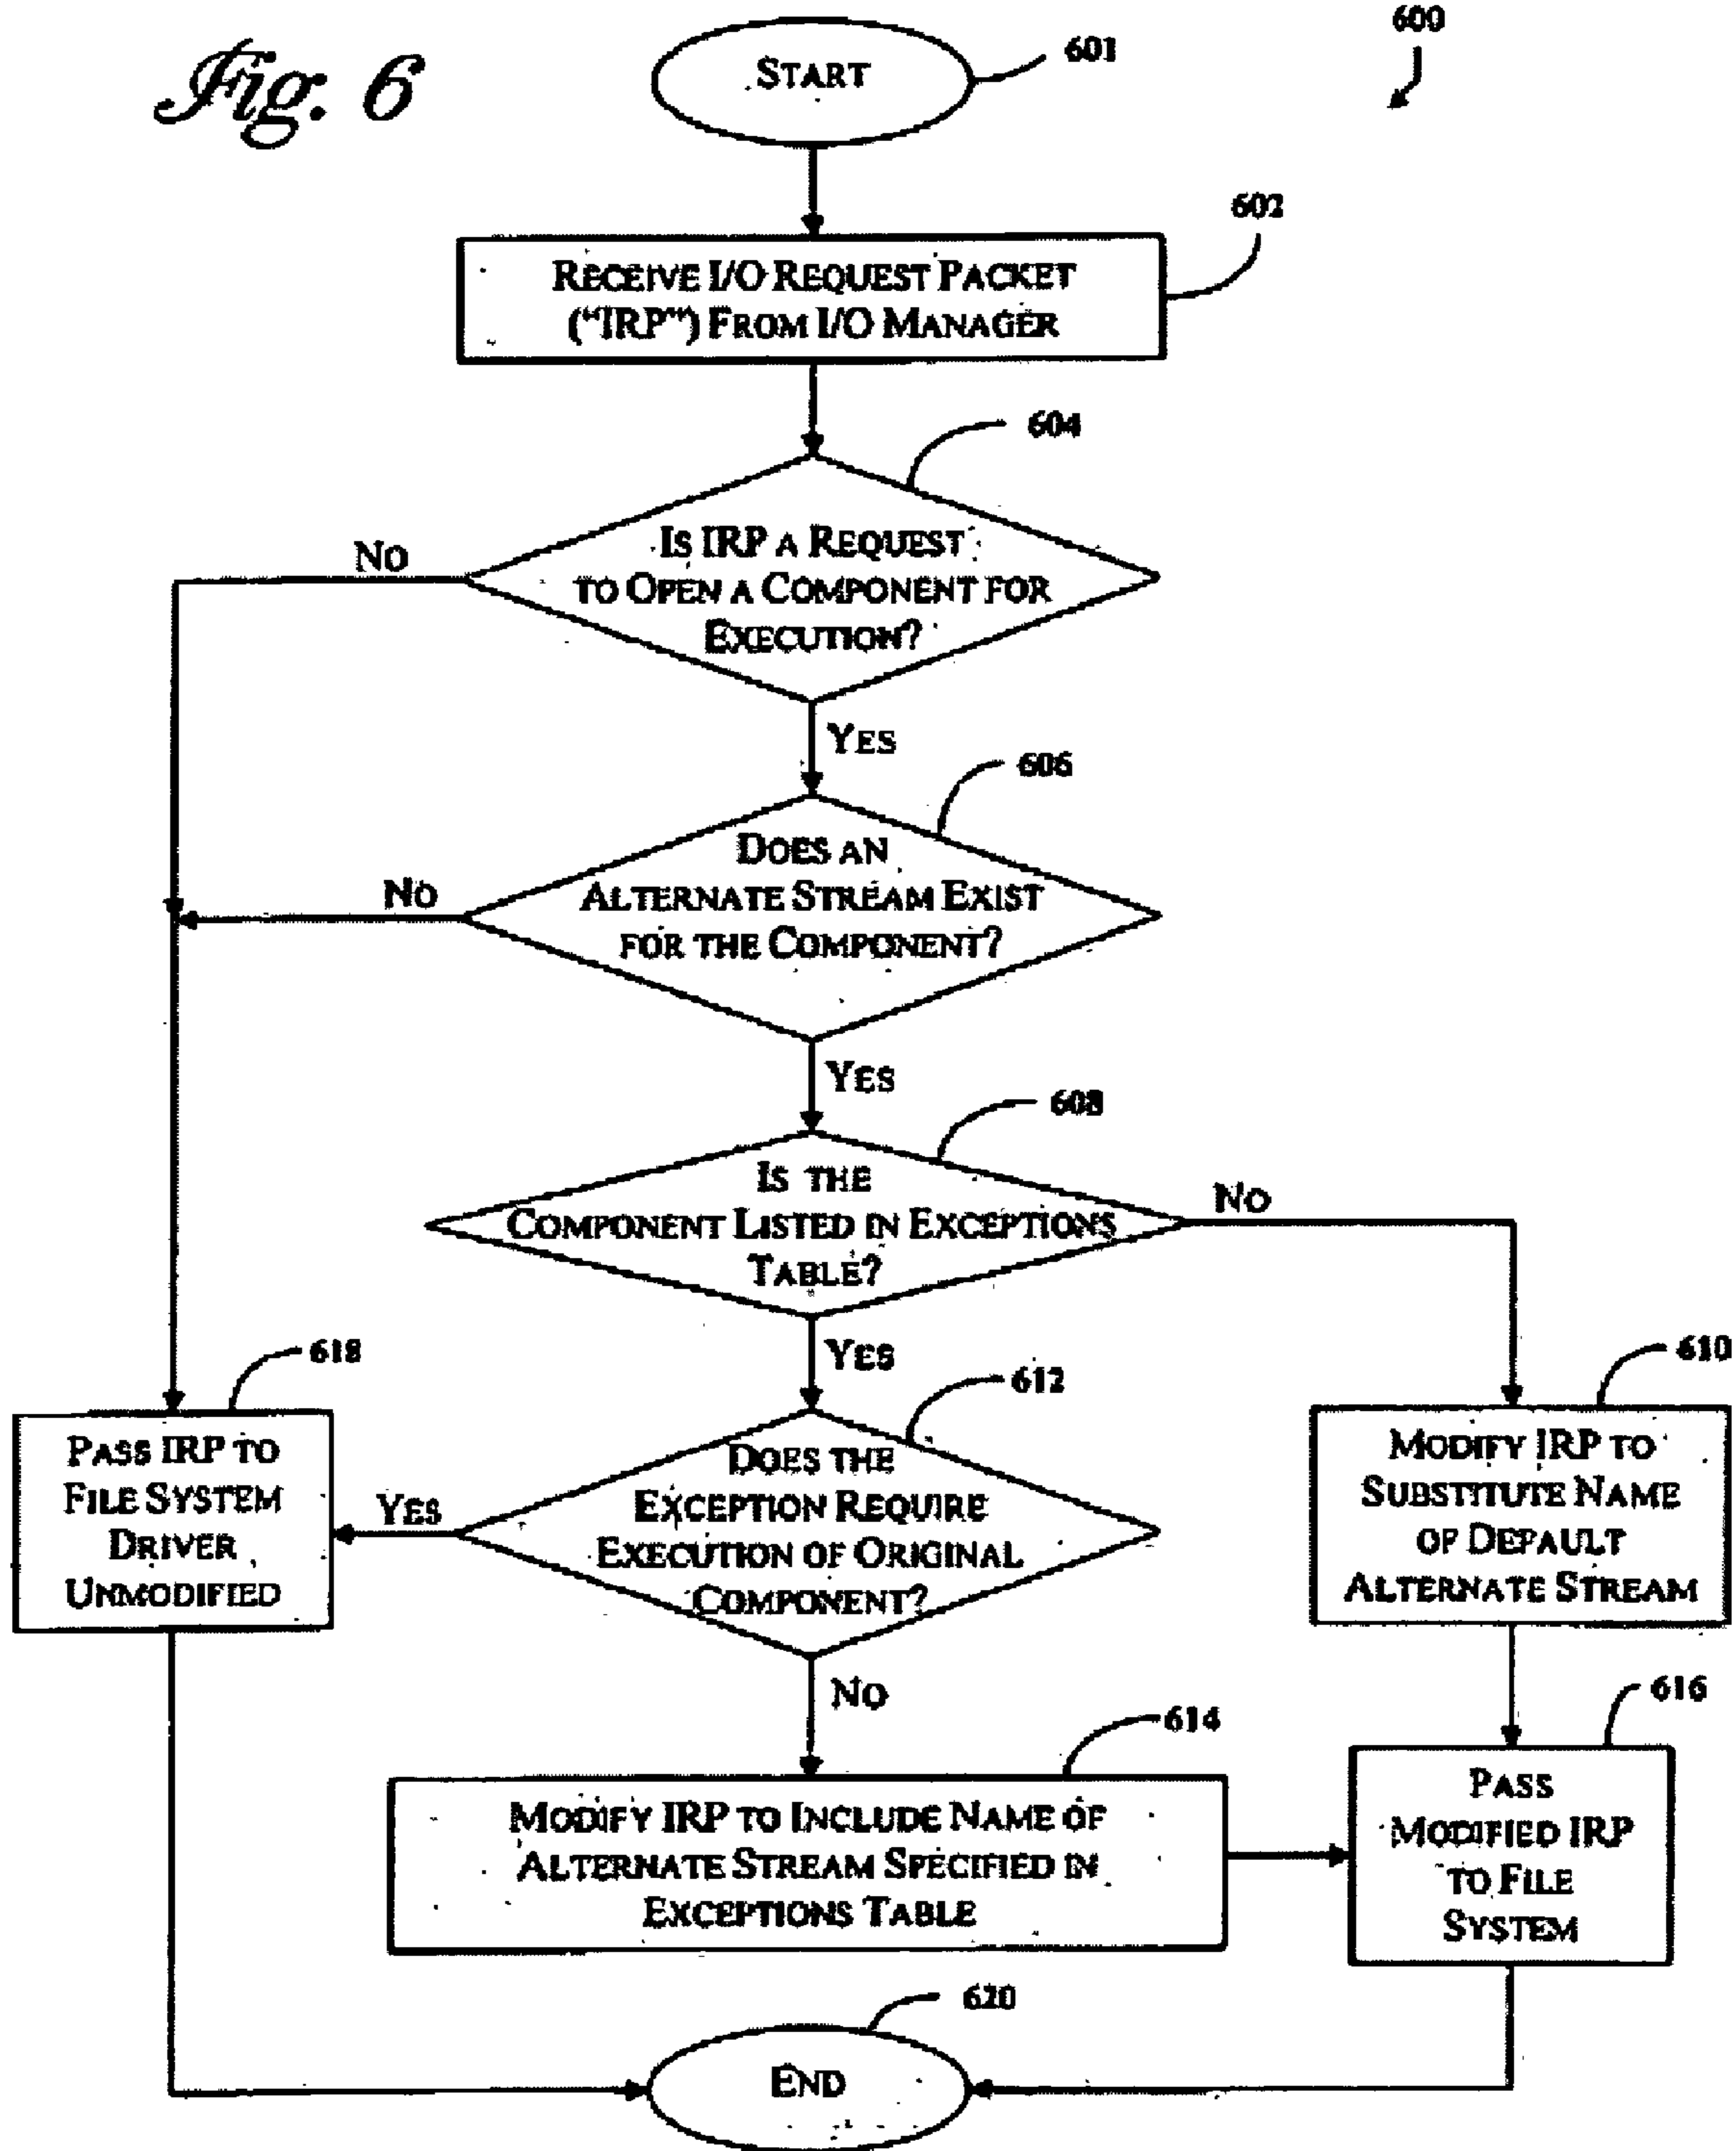 Fig. 6
600
START
601
602
RECEIVE I/O REQUEST PACKET
("IRP") FROM I/O MANAGER
604
IS IRP A REQUEST
TO OPEN A COMPONENT FOR
EXECUTION?
NO
YES
606
DOES AN
ALTERNATE STREAM EXIST
FOR THE COMPONENT?
NO
YES
608
IS THE
COMPONENT LISTED IN EXCEPTIONS
TABLE?
NO
YES
618
PASS IRP TO
FILE SYSTEM
DRIVER
UNMODIFIED
612
DOES THE
EXCEPTION REQUIRE
EXECUTION OF ORIGINAL
COMPONENT?
YES
NO
610
MODIFY IRP TO
SUBSTITUTE NAME
OF DEFAULT
ALTERNATE STREAM
614
MODIFY IRP TO INCLUDE NAME OF
ALTERNATE STREAM SPECIFIED IN
EXCEPTIONS TABLE
616
PASS
MODIFIED IRP
TO FILE
SYSTEM
620
END